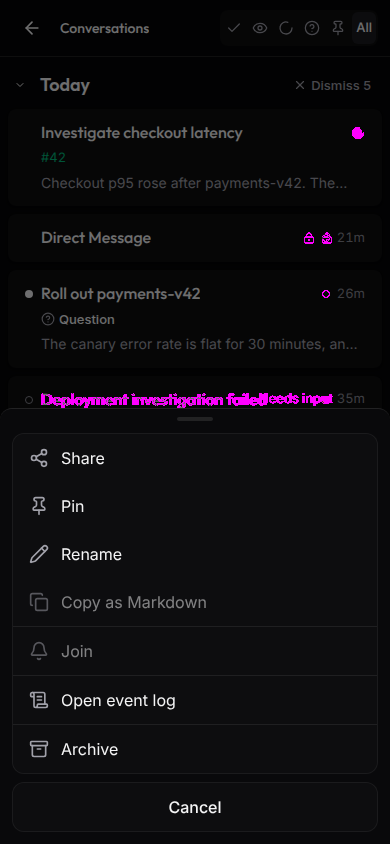 Conversations
All
Today
Dismiss 5
Investigate checkout latency
#42
Checkout p95 rose after payments-v42. The...
Direct Message
21m
Roll out payments-v42
26m
Question
The canary error rate is flat for 30 minutes, an...
Deployment investigation failed
35m
Share
Pin
Rename
Copy as Markdown
Join
Open event log
Archive
Cancel